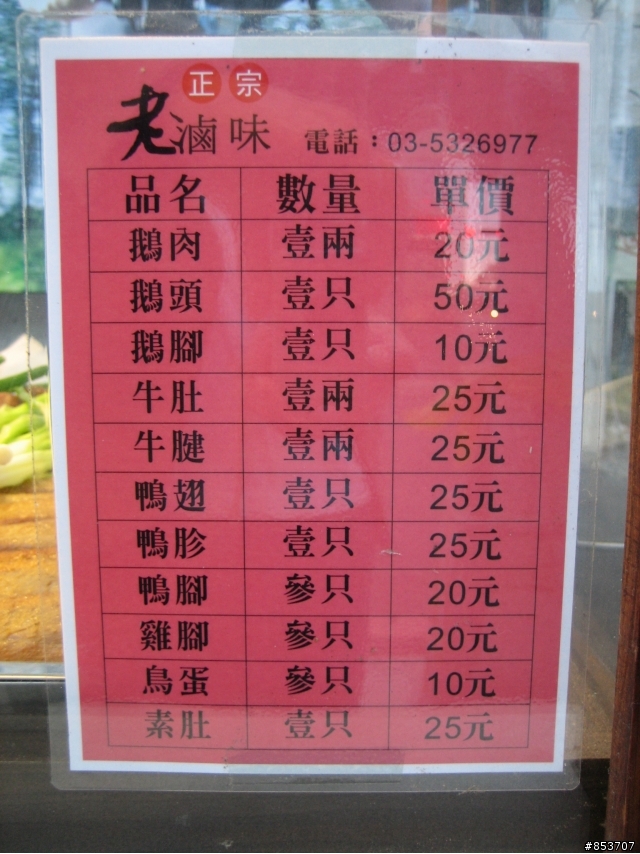 正宗
老滷味 電話：03-5326977
品名 數量 單價
鵝肉 壹兩 20元
鵝頭 壹只 50元
鵝腳 壹只 10元
牛肚 壹兩 25元
牛腱 壹兩 25元
鴨翅 壹只 25元
鴨胗 壹只 25元
鴨腳 參只 20元
雞腳 參只 20元
鳥蛋 參只 10元
素肚 壹只 25元
#853707